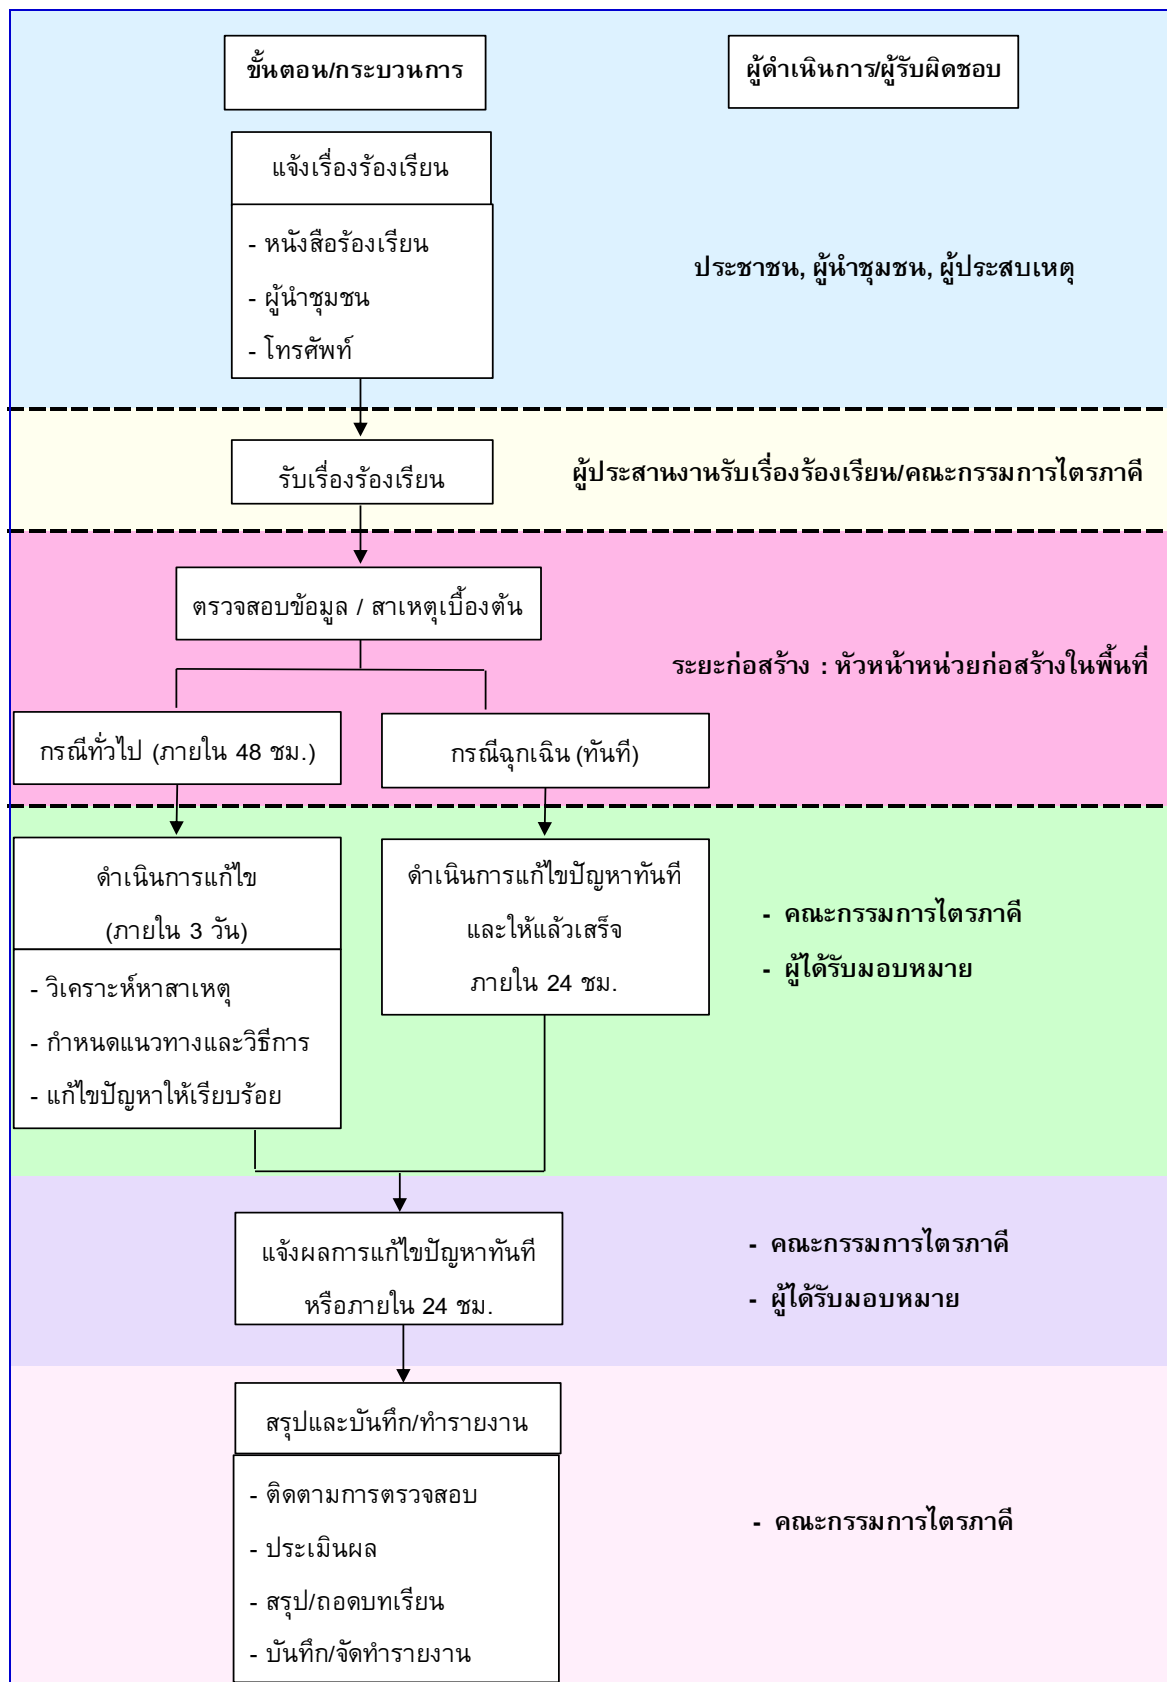 ขั้นตอน/กระบวนการ
ผู้ดำเนินการ/ผู้รับผิดชอบ
แจ้งเรื่องร้องเรียน
- หนังสือร้องเรียน
- ผู้นำชุมชน
- โทรศัพท์
ประชาชน, ผู้นำชุมชน, ผู้ประสบเหตุ
รับเรื่องร้องเรียน
ผู้ประสานงานรับเรื่องร้องเรียน/คณะกรรมการไตรภาคี
ตรวจสอบข้อมูล / สาเหตุเบื้องต้น
ระยะก่อสร้าง : หัวหน้าหน่วยก่อสร้างในพื้นที่
กรณีทั่วไป (ภายใน 48 ชม.)
กรณีฉุกเฉิน (ทันที)
ดำเนินการแก้ไข
(ภายใน 3 วัน)
- วิเคราะห์หาสาเหตุ
- กำหนดแนวทางและวิธีการ
- แก้ไขปัญหาให้เรียบร้อย
ดำเนินการแก้ไขปัญหาทันที
และให้แล้วเสร็จ
ภายใน 24 ชม.
- คณะกรรมการไตรภาคี
- ผู้ได้รับมอบหมาย
แจ้งผลการแก้ไขปัญหาทันที
หรือภายใน 24 ชม.
- คณะกรรมการไตรภาคี
- ผู้ได้รับมอบหมาย
สรุปและบันทึก/ทำรายงาน
- ติดตามการตรวจสอบ
- ประเมินผล
- สรุป/ถอดบทเรียน
- บันทึก/จัดทำรายงาน
- คณะกรรมการไตรภาคี